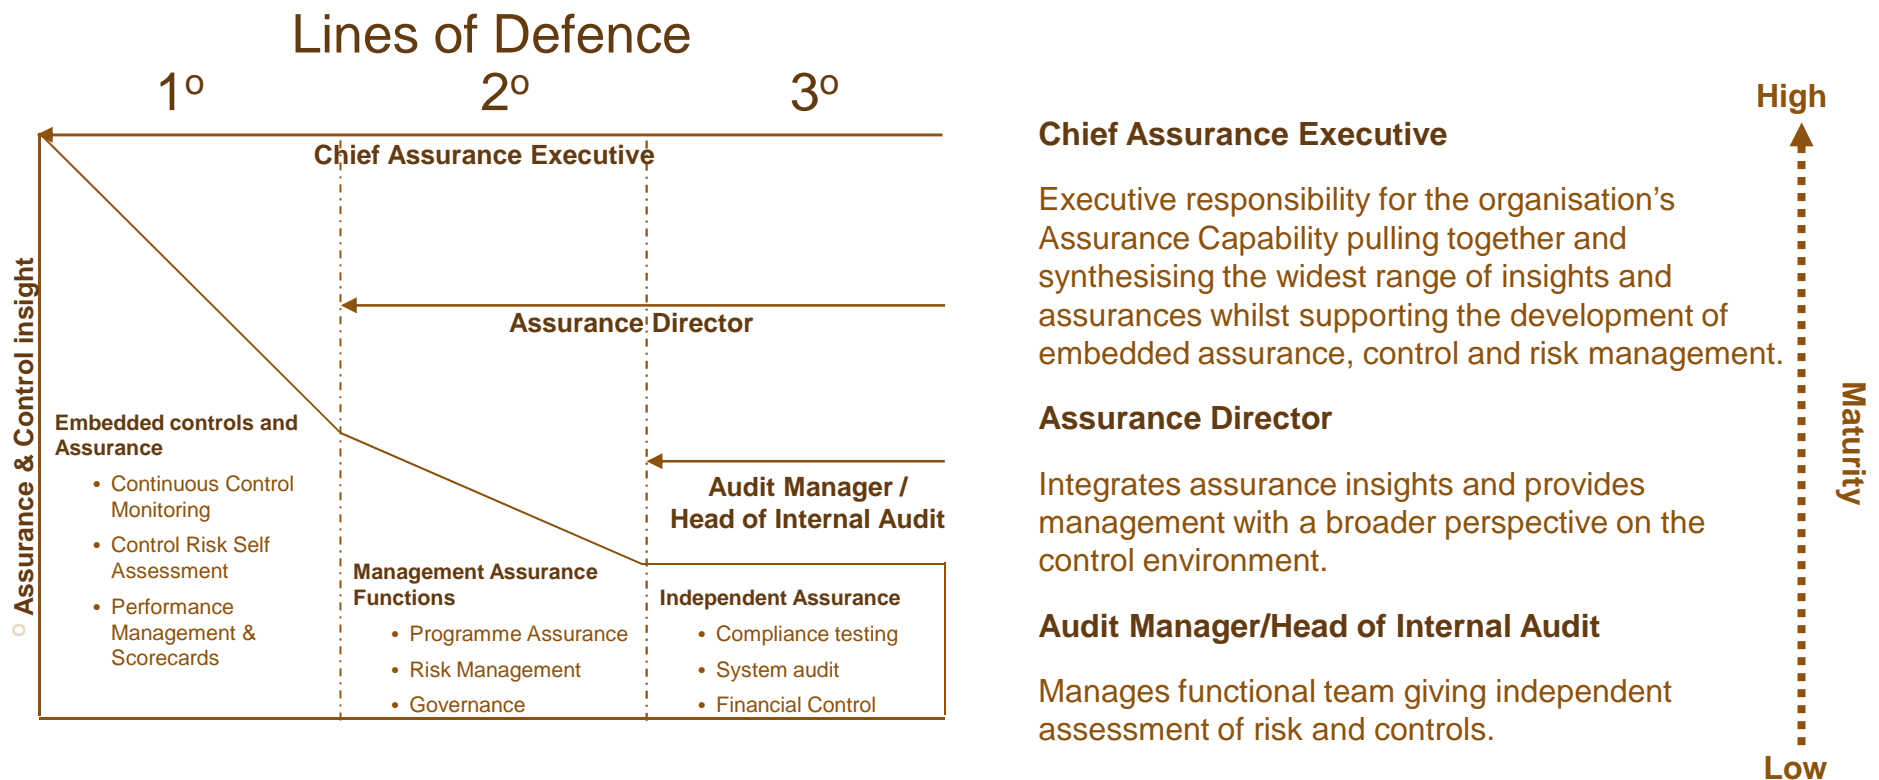 Lines of Defence
1º
2º
3º
Chief Assurance Executive
Assurance Director
Audit Manager /
Head of Internal Audit
º Assurance & Control insight
Embedded controls and
Assurance
• Continuous Control
Monitoring
• Control Risk Self
Assessment
• Performance
Management &
Scorecards
Management Assurance
Functions
• Programme Assurance
• Risk Management
• Governance
Independent Assurance
• Compliance testing
• System audit
• Financial Control
Chief Assurance Executive
Executive responsibility for the organisation’s
Assurance Capability pulling together and
synthesising the widest range of insights and
assurances whilst supporting the development of
embedded assurance, control and risk management.
Assurance Director
Integrates assurance insights and provides
management with a broader perspective on the
control environment.
Audit Manager/Head of Internal Audit
Manages functional team giving independent
assessment of risk and controls.
High
Maturity
Low